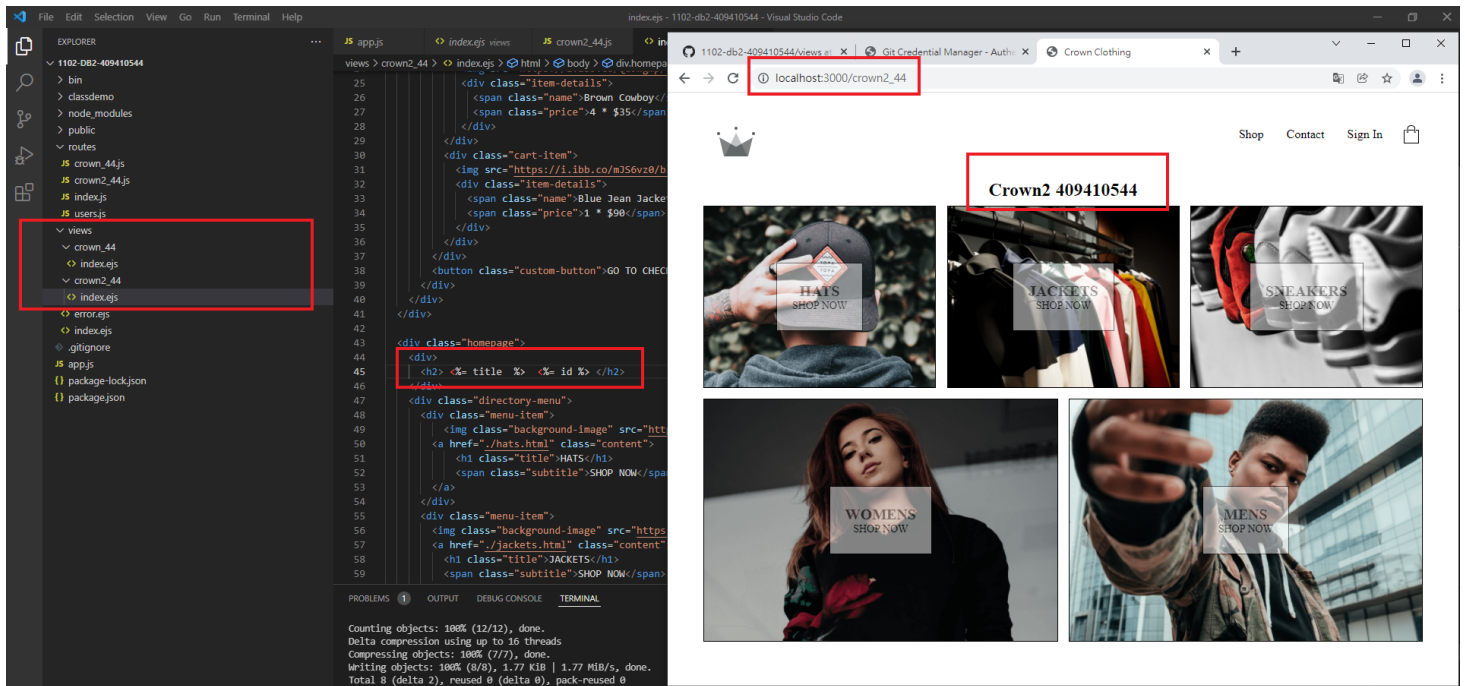 File Edit Selection View Go Run Terminal Help
index.ejs - 1102-db2-409410544 - Visual Studio Code
EXPLORER
1102-DB2-409410544
bin
classdemo
node_modules
public
routes
JS crown_44.js
JS crown2_44.js
JS index.js
JS users.js
views
crown_44
<> index.ejs
crown2_44
<> index.ejs
<> error.ejs
<> index.ejs
.gitignore
JS app.js
{} package-lock.json
{} package.json
JS app.js <> index.ejs views JS crown2_44.js <> in
views > crown2_44 > <> index.ejs > html > body > div.homepa
25 <div class="item-details">
26 <span class="name">Brown Cowboy</
27 <span class="price">4 * $35</span
28 </div>
29 </div>
30 <div class="cart-item">
31 <img src="https://i.ibb.co/mJS6vz0/b
32 <div class="item-details">
33 <span class="name">Blue Jean Jacke
34 <span class="price">1 * $90</span>
35 </div>
36 </div>
37 </div>
38 <button class="custom-button">GO TO CHEC
39 </div>
40 </div>
41 </div>
42
43 <div class="homepage">
44 <div>
45 <h2> <%= title %> <%= id %> </h2>
46 </div>
47 <div class="directory-menu">
48 <div class="menu-item">
49 <img class="background-image" src="htt
50 <a href="./hats.html" class="content">
51 <h1 class="title">HATS</h1>
52 <span class="subtitle">SHOP NOW</spa
53 </a>
54 </div>
55 <div class="menu-item">
56 <img class="background-image" src="https
57 <a href="./jackets.html" class="content"
58 <h1 class="title">JACKETS</h1>
59 <span class="subtitle">SHOP NOW</span>
PROBLEMS 1 OUTPUT DEBUG CONSOLE TERMINAL
Counting objects: 100% (12/12), done.
Delta compression using up to 16 threads
Compressing objects: 100% (7/7), done.
Writing objects: 100% (8/8), 1.77 KiB | 1.77 MiB/s, done.
Total 8 (delta 2), reused 0 (delta 0), pack-reused 0
1102-db2-409410544/views at Git Credential Manager - Authe Crown Clothing
localhost:3000/crown2_44
Shop Contact Sign In
Crown2 409410544
HATS
SHOP NOW
JACKETS
SHOP NOW
SNEAKERS
SHOP NOW
WOMENS
SHOP NOW
MENS
SHOP NOW